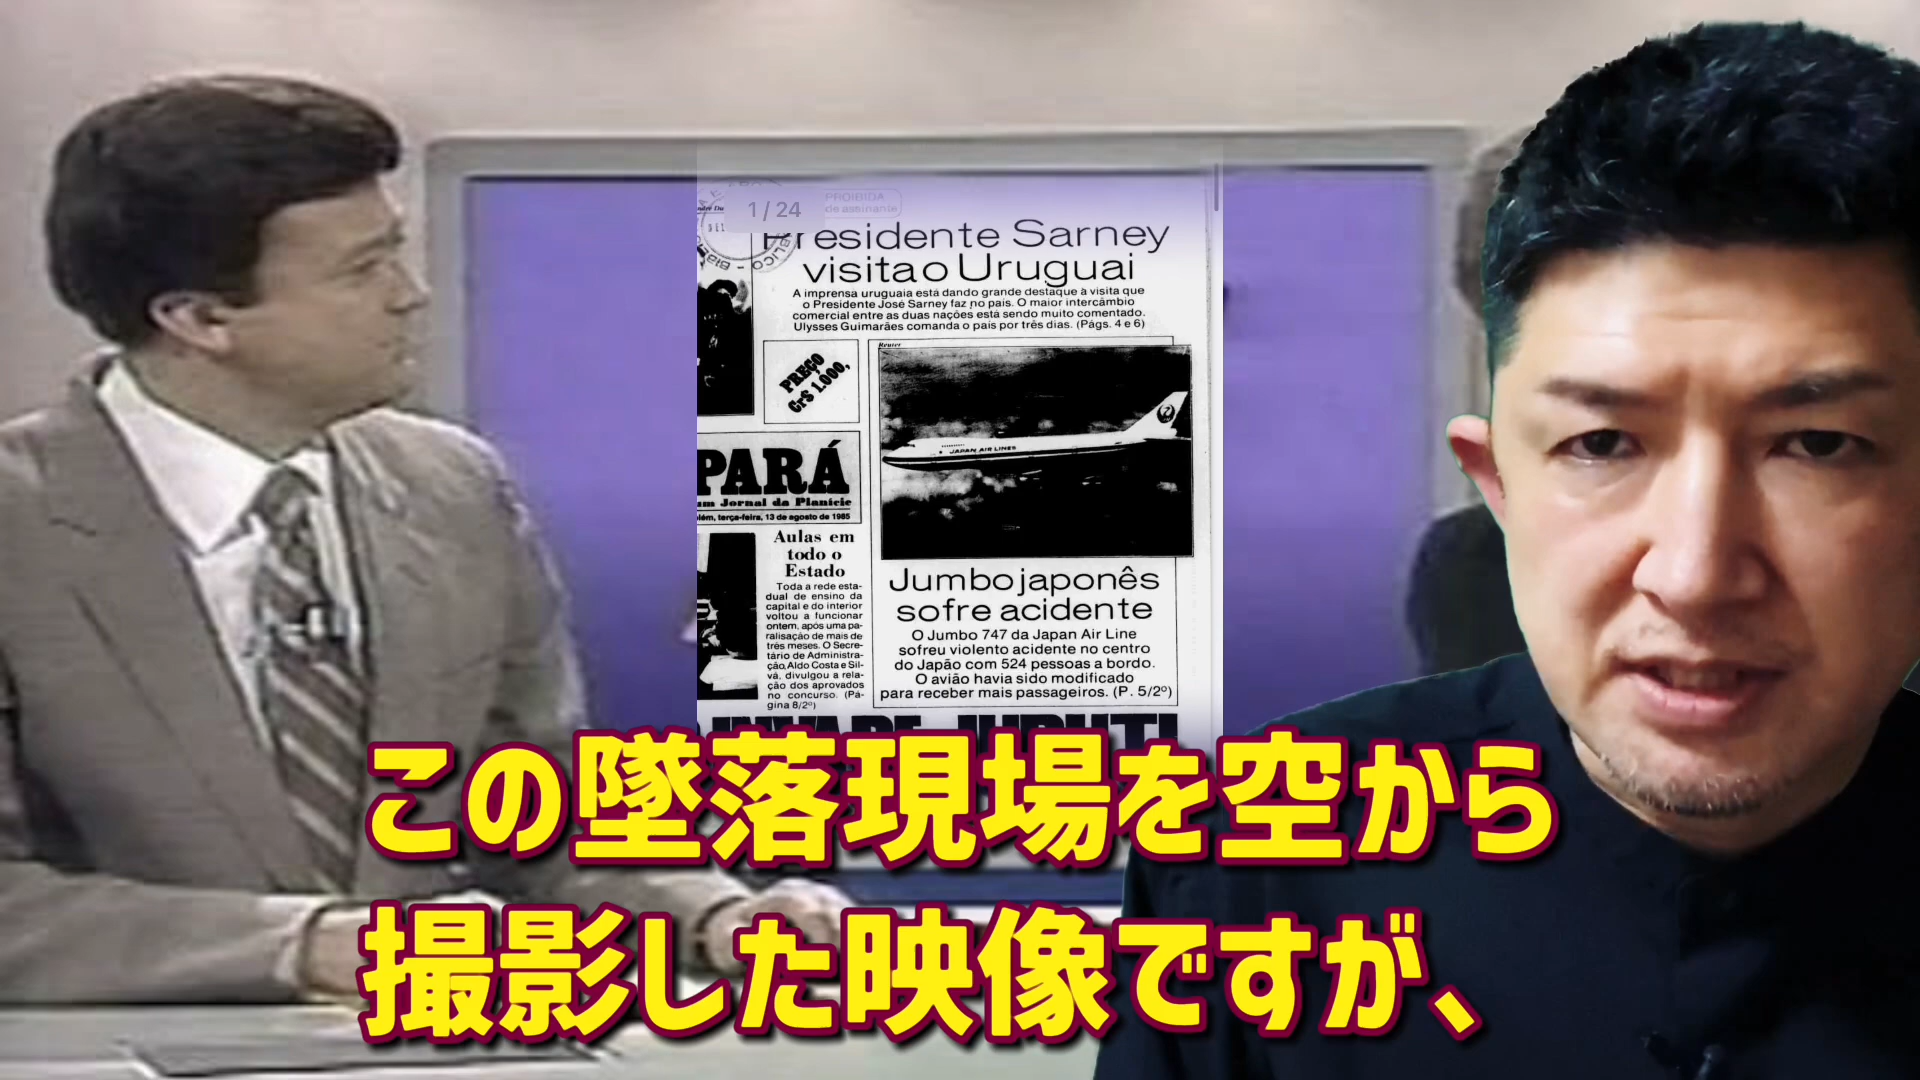 1 / 24
PROIBIDA
de assinante
Presidente Sarney
visita o Uruguai
A imprensa uruguaia está dando grande destaque à visita que
o Presidente José Sarney faz no país. O maior intercâmbio
comercial entre as duas nações está sendo muito comentado.
Ulysses Guimarães comanda o país por três dias. (Págs. 4 e 6)
PREÇO
Cr$ 1.000,
Reuter
JAPAN AIR LINES
PARÁ
um Jornal da Planície
lém, terça-feira, 13 de agosto de 1985
Aulas em
todo o
Estado
Toda a rede esta-
dual de ensino da
capital e do interior
voltou a funcionar
ontem, após uma pa-
ralisação de mais de
três meses. O Secre-
tário de Administra-
ção, Aldo Costa e Sil-
vá, divulgou a rela-
ção dos aprovados
no concurso. (Pá-
gina 8/2º)
Jumbo japonês
sofre acidente
O Jumbo 747 da Japan Air Line
sofreu violento acidente no centro
do Japão com 524 pessoas a bordo.
O avião havia sido modificado
para receber mais passageiros. (P. 5/2º)
この墜落現場を空から
撮影した映像ですが、